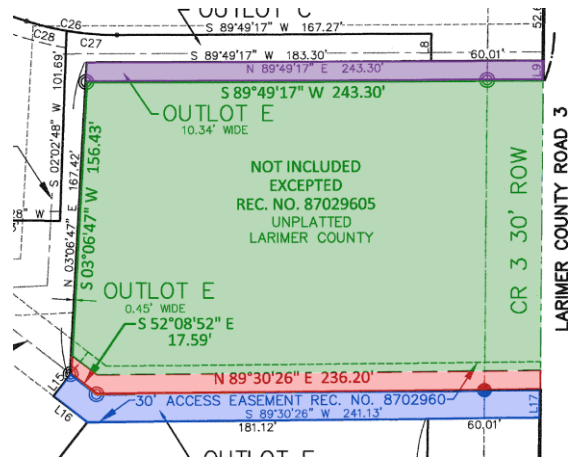 OUTLOT C
C26
S 89°49'17" W 167.27'
C28
C27
8
52.
S 89°49'17" W 183.30'
60.01'
N 89°49'17" E 243.30'
L9
S 89°49'17" W 243.30'
OUTLOT E
10.34' WIDE
S 02°02'48" W 101.69'
N 03°06'47" E 167.42'
S 03°06'47" W 156.43'
NOT INCLUDED
EXCEPTED
REC. NO. 87029605
UNPLATTED
LARIMER COUNTY
CR 3 30' ROW
LARIMER COUNTY ROAD 3
28" W
OUTLOT E
0.45' WIDE
S 52°08'52" E
17.59'
N 89°30'26" E 236.20'
L15
30' ACCESS EASEMENT REC. NO. 8702960
L16
S 89°30'26" W 241.13'
L17
181.12'
60.01'
OUTLOT E